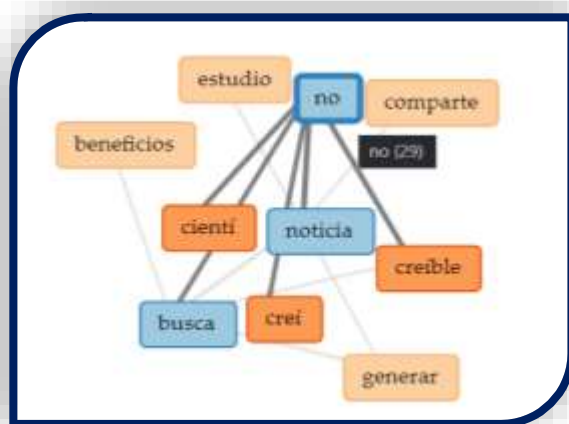 estudio
no
comparte
beneficios
no (29)
cientí
noticia
creíble
busca
creí
generar